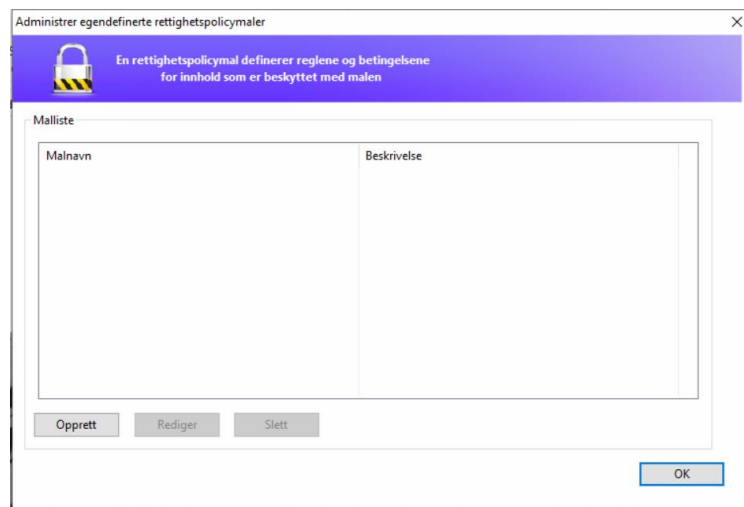 Administrer egendefinerte rettighetspolicymaler
En rettighetspolicymal definerer reglene og betingelsene
for innhold som er beskyttet med malen
Malliste
Malnavn Beskrivelse
Opprett Rediger Slett
OK